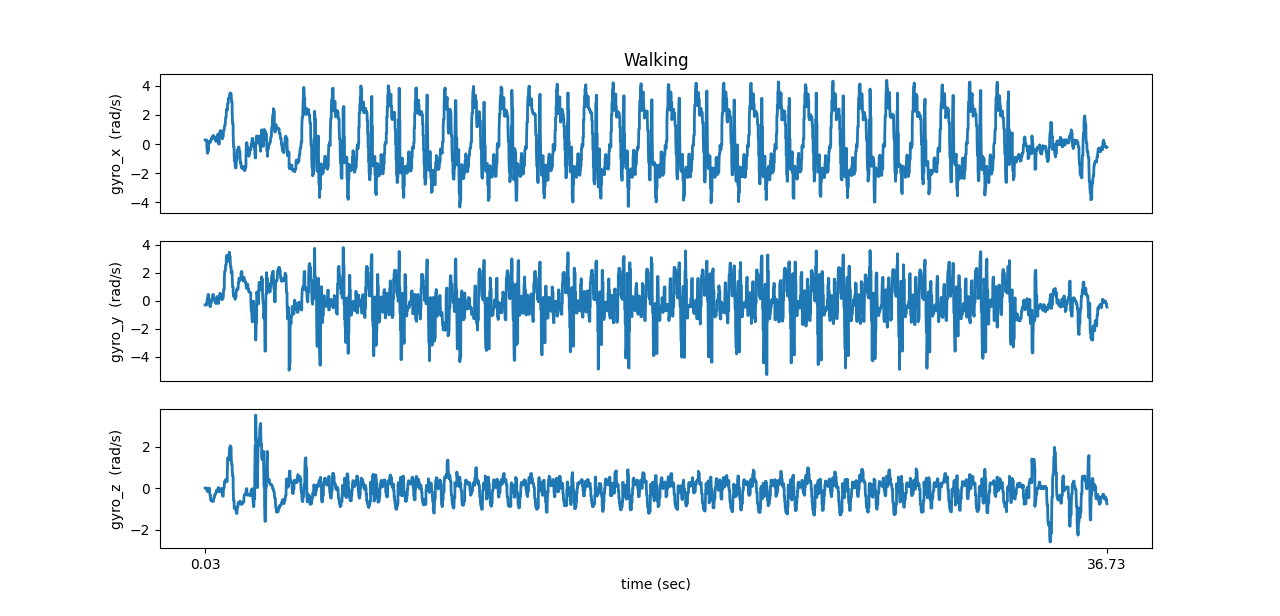 Walking
gyro_x (rad/s)
4
2
0
−2
−4
gyro_y (rad/s)
4
2
0
−2
−4
gyro_z (rad/s)
2
0
−2
0.03 36.73
time (sec)